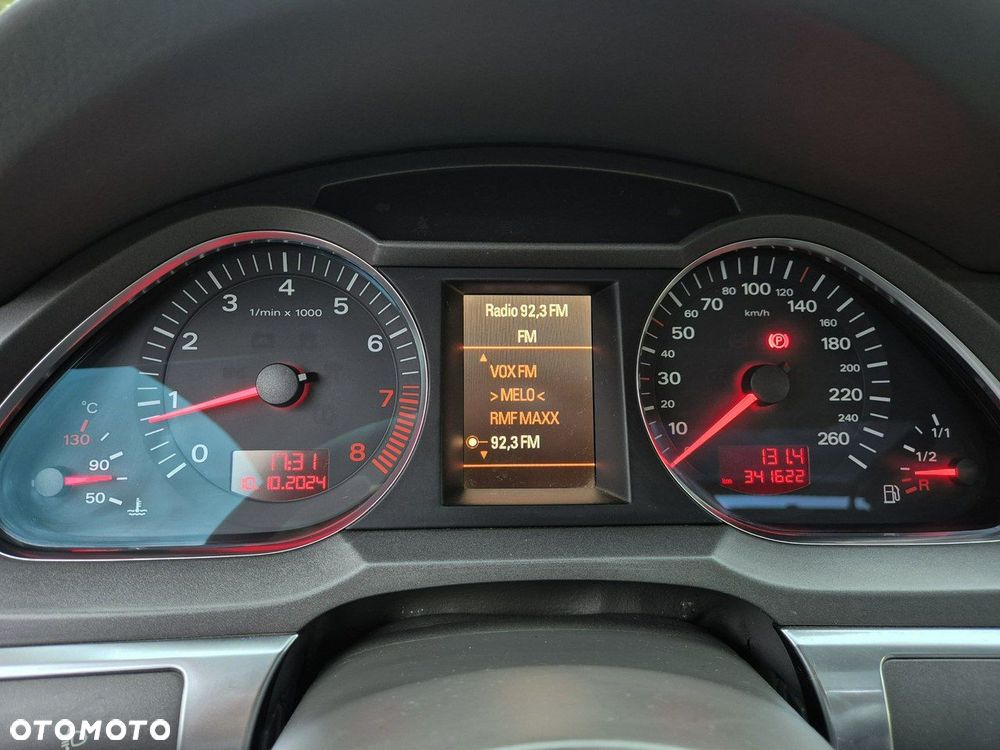 Radio 92,3 FM
FM
VOX FM
>MELO<
RMF MAXX
92,3 FM
1/min x 1000
0
1
2
3
4
5
6
7
8
17:31
10.10.2024
°C
130
90
50
km/h
10
20
30
40
50
60
70
80
100
120
140
160
180
200
220
240
260
(P)
131.4
km 341622
1/1
1/2
R
OTOMOTO